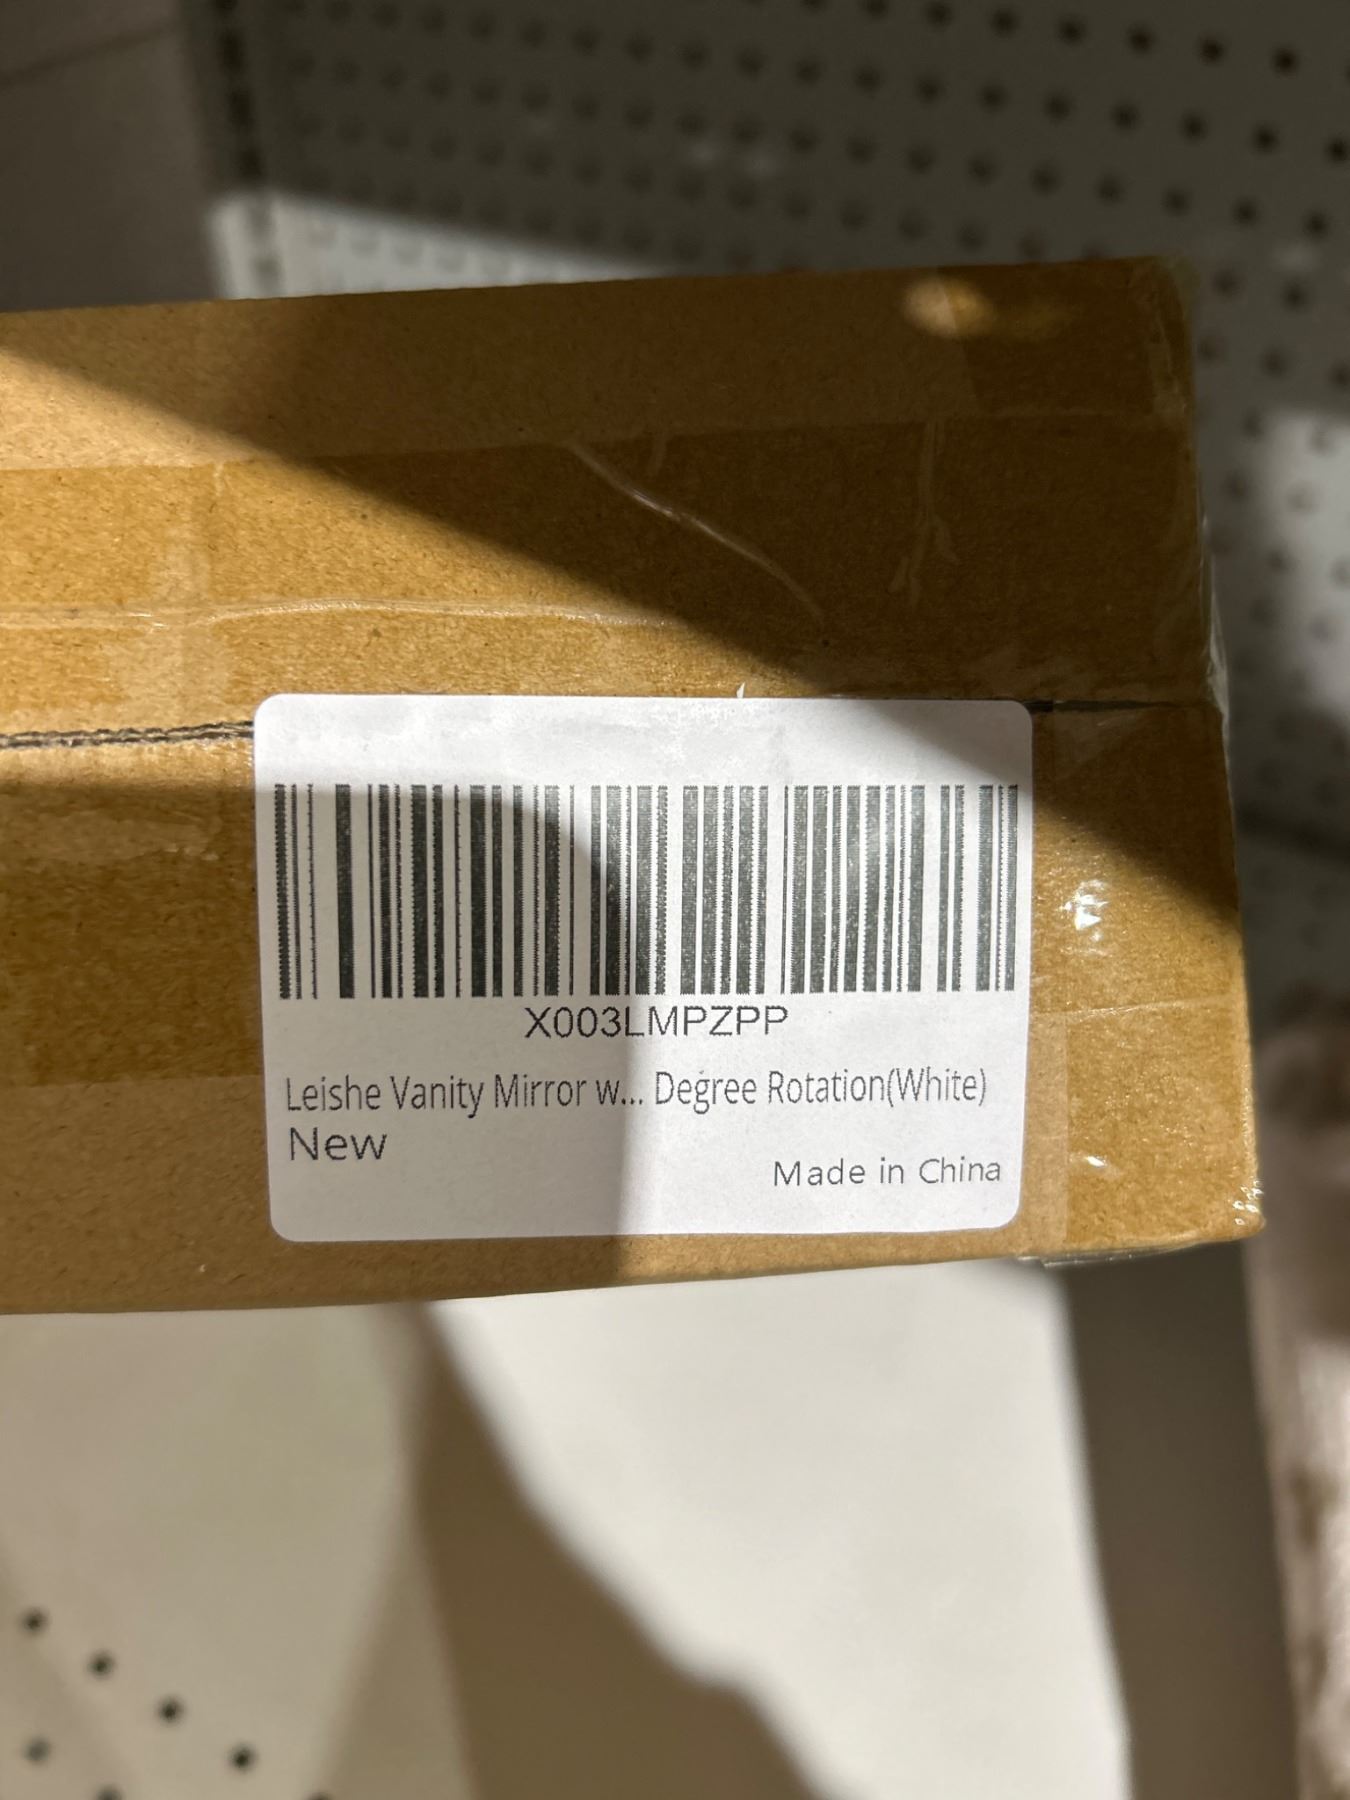 X003LMPZPP
Leishe Vanity Mirror w... Degree Rotation(White)
New
Made in China